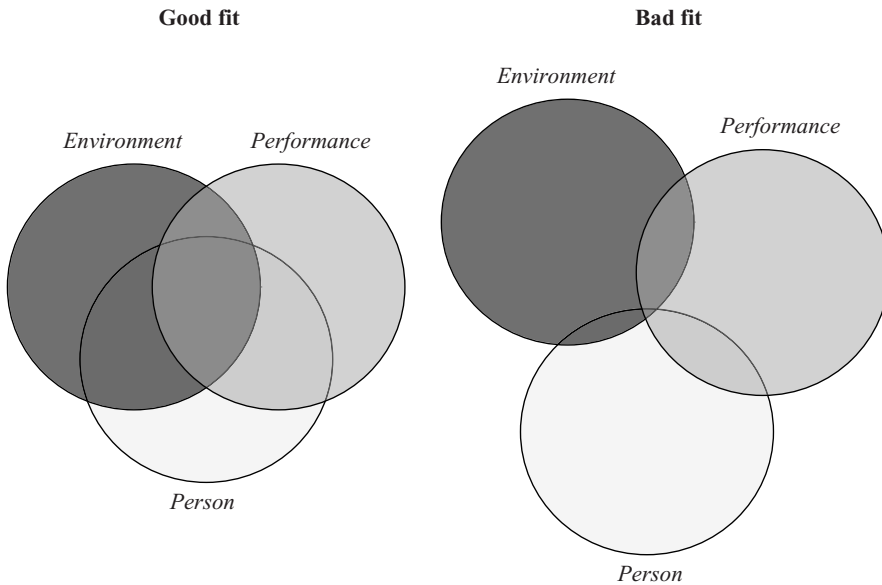 Good fit
Environment
Performance
Person
Bad fit
Environment
Performance
Person